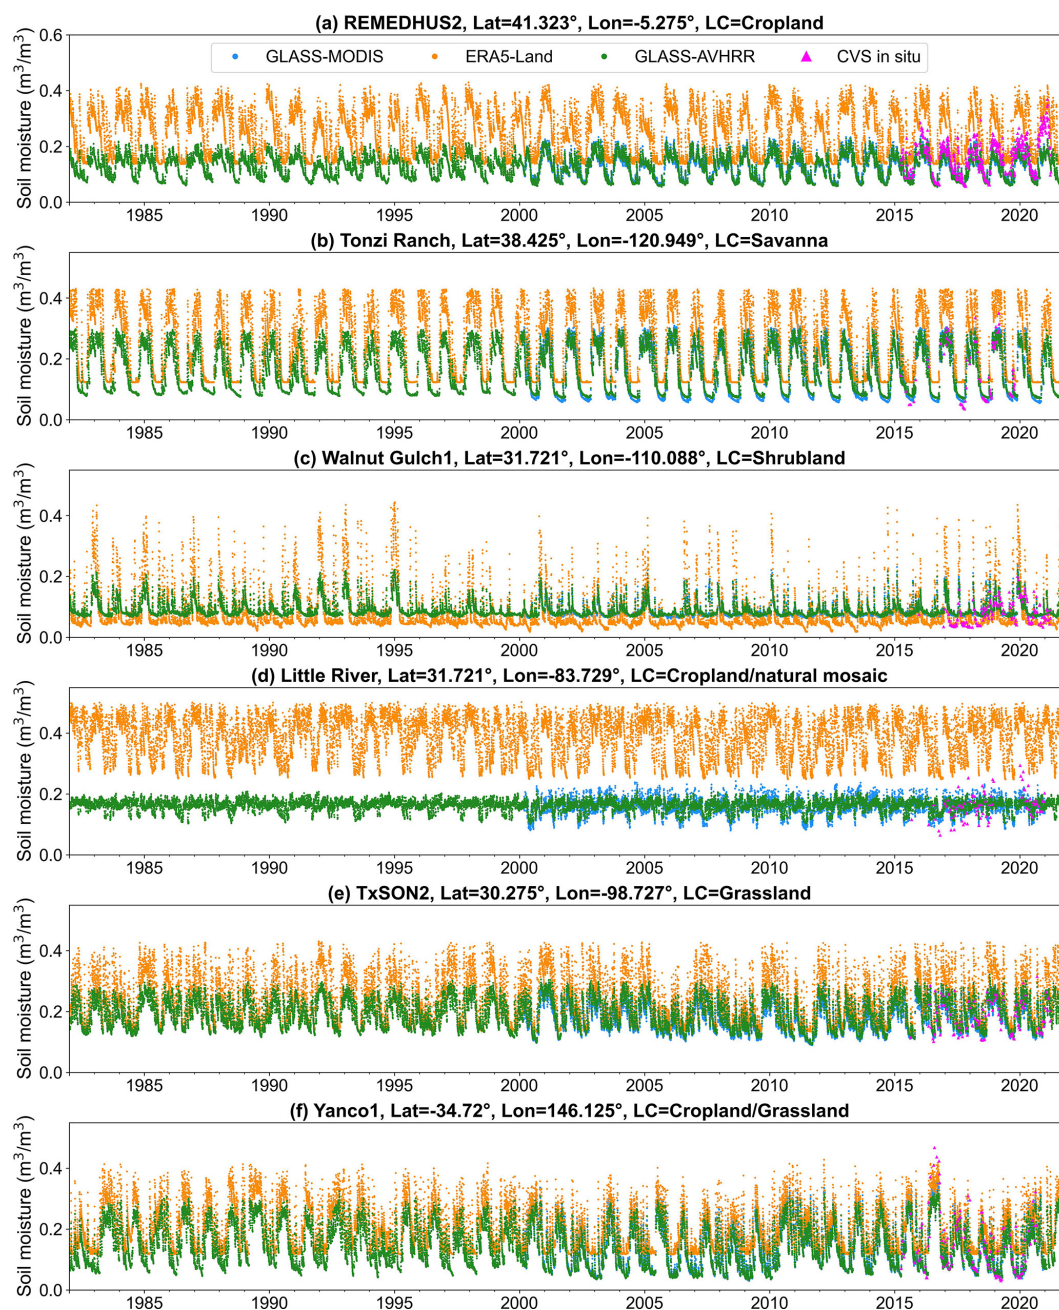 (a) REMEDHUS2, Lat=41.323°, Lon=-5.275°, LC=Cropland
GLASS-MODIS ERA5-Land GLASS-AVHRR CVS in situ
Soil moisture (m³/m³)
0.6
0.4
0.2
0.0
1985 1990 1995 2000 2005 2010 2015 2020
(b) Tonzi Ranch, Lat=38.425°, Lon=-120.949°, LC=Savanna
Soil moisture (m³/m³)
0.4
0.2
0.0
1985 1990 1995 2000 2005 2010 2015 2020
(c) Walnut Gulch1, Lat=31.721°, Lon=-110.088°, LC=Shrubland
Soil moisture (m³/m³)
0.4
0.2
0.0
1985 1990 1995 2000 2005 2010 2015 2020
(d) Little River, Lat=31.721°, Lon=-83.729°, LC=Cropland/natural mosaic
Soil moisture (m³/m³)
0.4
0.2
0.0
1985 1990 1995 2000 2005 2010 2015 2020
(e) TxSON2, Lat=30.275°, Lon=-98.727°, LC=Grassland
Soil moisture (m³/m³)
0.4
0.2
0.0
1985 1990 1995 2000 2005 2010 2015 2020
(f) Yanco1, Lat=-34.72°, Lon=146.125°, LC=Cropland/Grassland
Soil moisture (m³/m³)
0.4
0.2
0.0
1985 1990 1995 2000 2005 2010 2015 2020